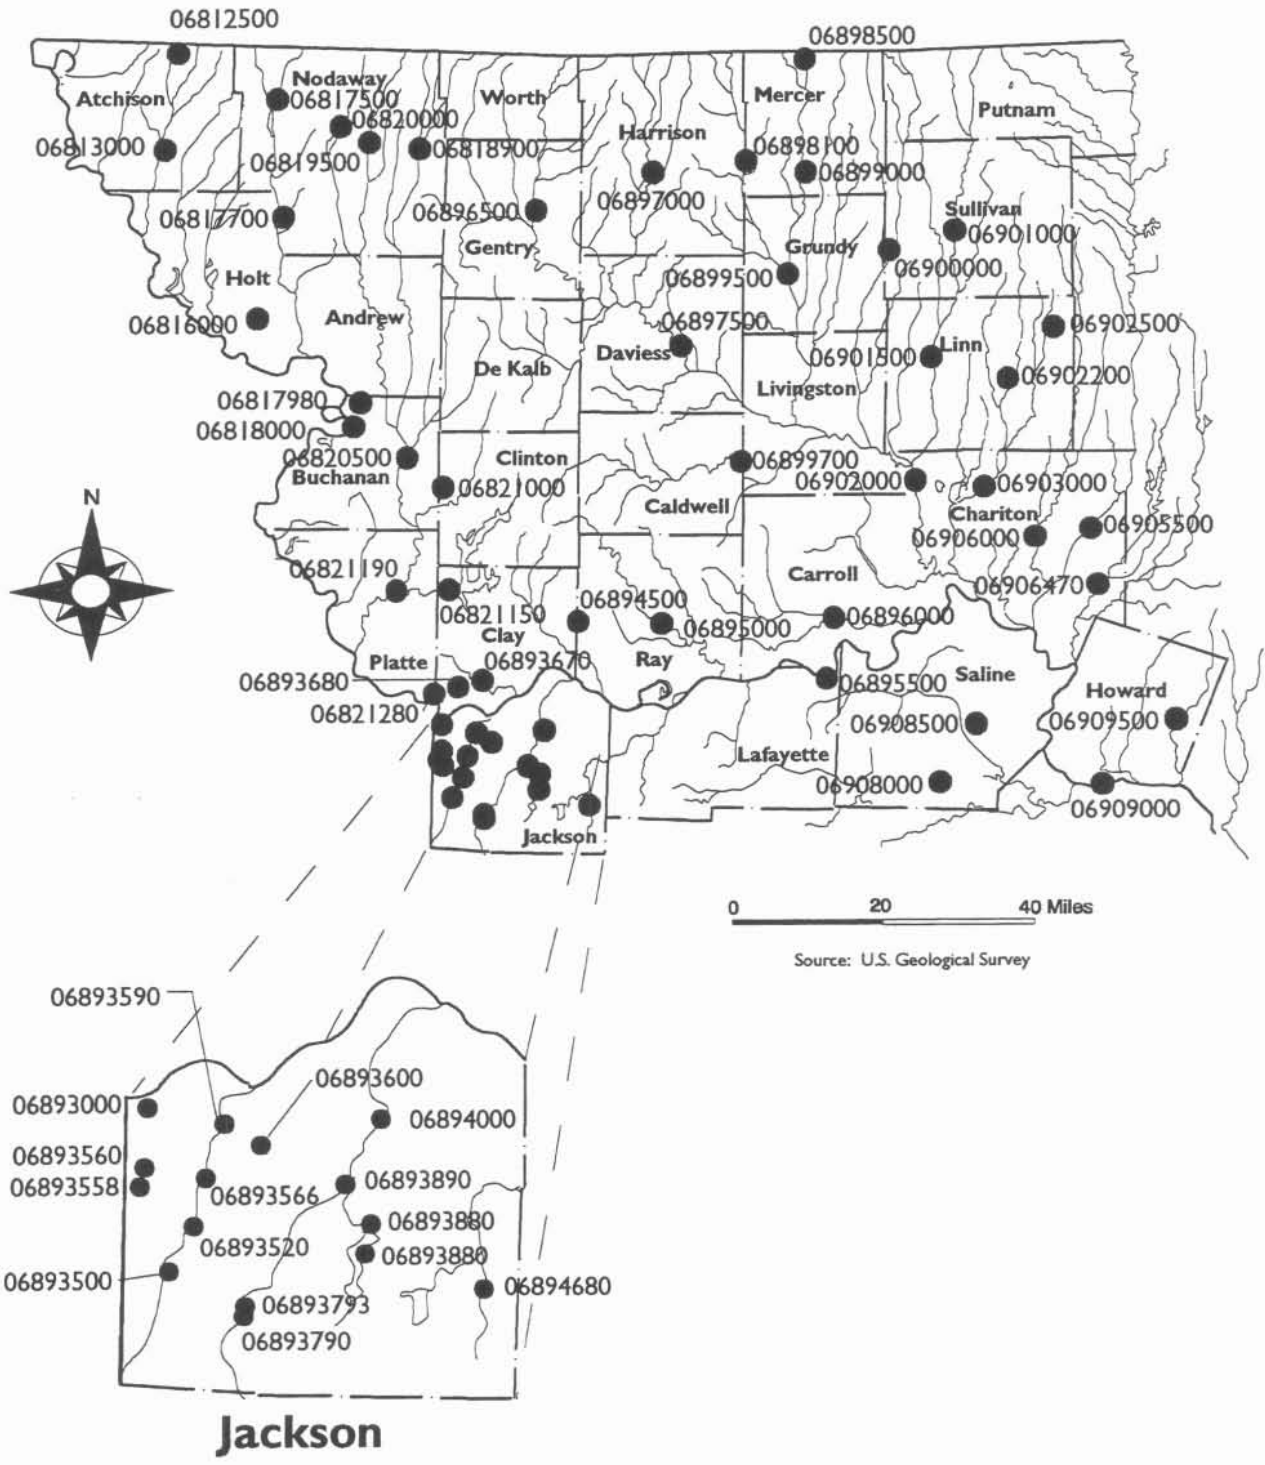 06812500
06898500
Nodaway
Atchison
06817500
Worth
Mercer
Putnam
06820000
Harrison
06813000
06819500
06818900
06898100
06899000
06817700
06896500
06897000
Sullivan
06901000
Gentry
Grundy
06900000
Holt
06899500
06816000
Andrew
06897500
06902500
Daviess
06901500
Linn
De Kalb
06902200
Livingston
06817980
06818000
06820500
Clinton
06899700
Buchanan
06821000
06902000
06903000
N
Caldwell
Chariton
06905500
06906000
06821190
Carroll
06906470
06821150
06894500
06896000
Clay
06895000
Platte
06893670
Ray
06893680
06895500
Saline
Howard
06821280
06908500
06909500
Lafayette
06908000
06909000
Jackson
0 20 40 Miles
Source: U.S. Geological Survey
06893590
06893600
06893000
06894000
06893560
06893558
06893566
06893890
06893880
06893520
06893880
06893500
06894680
06893793
06893790
Jackson